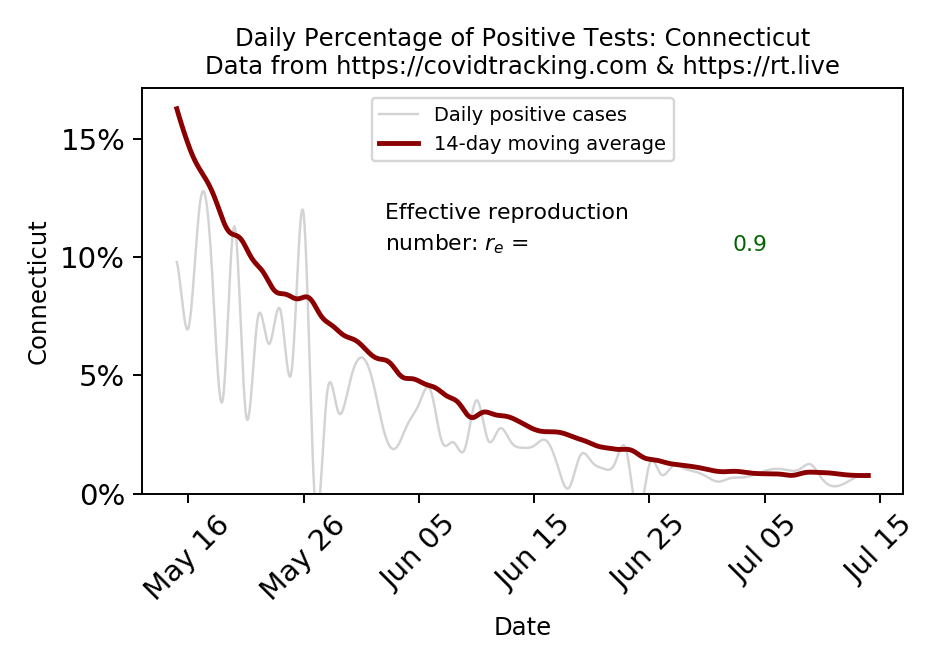 Daily Percentage of Positive Tests: Connecticut
Data from https://covidtracking.com & https://rt.live
Daily positive cases
14-day moving average
Effective reproduction
number: rₑ = 0.9
Connecticut
15%
10%
5%
0%
May 16
May 26
Jun 05
Jun 15
Jun 25
Jul 05
Jul 15
Date